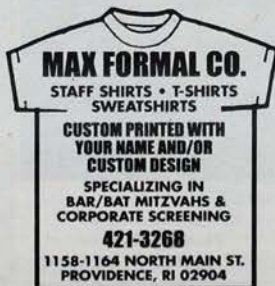 MAX FORMAL CO.
STAFF SHIRTS • T-SHIRTS
SWEATSHIRTS
CUSTOM PRINTED WITH
YOUR NAME AND/OR
CUSTOM DESIGN
SPECIALIZING IN
BAR/BAT MITZVAHS &
CORPORATE SCREENING
421-3268
1158-1164 NORTH MAIN ST.
PROVIDENCE, RI 02904